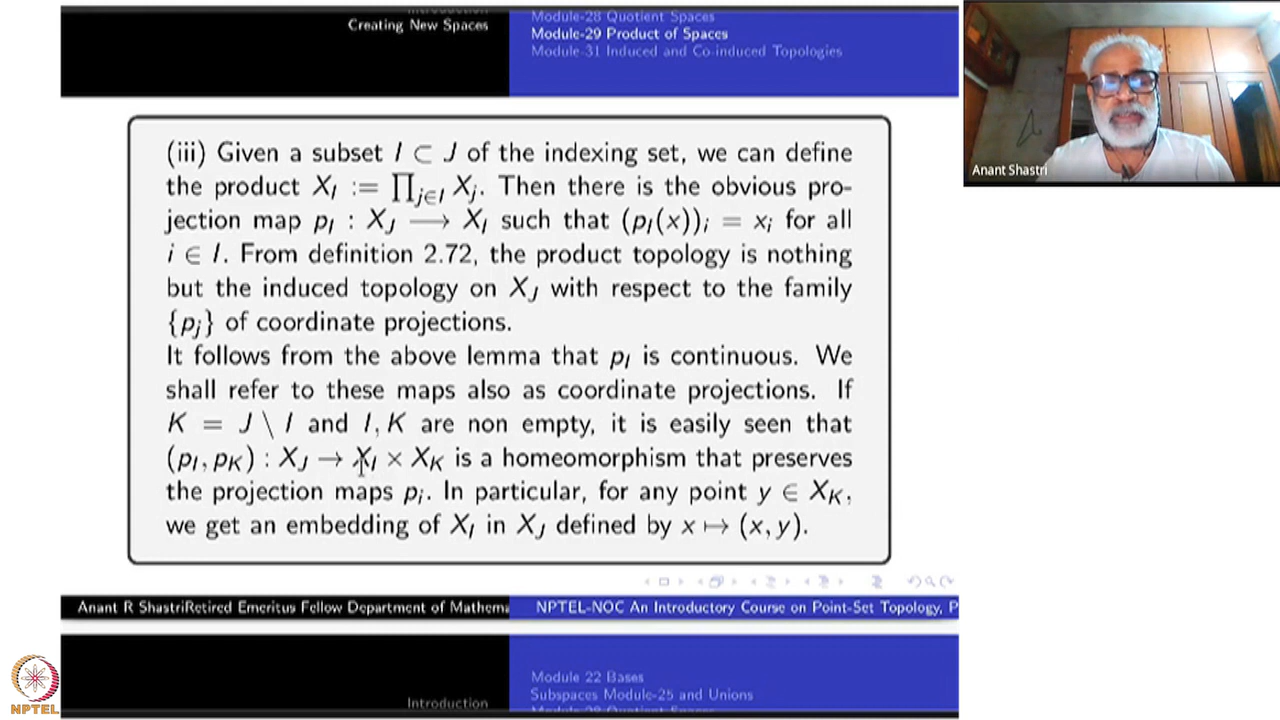 Introduction
Creating New Spaces
Module-28 Quotient Spaces
Module-29 Product of Spaces
Module-31 Induced and Co-induced Topologies
Anant Shastri
(iii) Given a subset I ⊂ J of the indexing set, we can define
the product X_I := ∏_{j∈I} X_j. Then there is the obvious pro-
jection map p_I : X_J ⟶ X_I such that (p_I(x))_i = x_i for all
i ∈ I. From definition 2.72, the product topology is nothing
but the induced topology on X_J with respect to the family
{p_j} of coordinate projections.
It follows from the above lemma that p_I is continuous. We
shall refer to these maps also as coordinate projections. If
K = J \ I and I, K are non empty, it is easily seen that
(p_I, p_K) : X_J → X_I × X_K is a homeomorphism that preserves
the projection maps p_i. In particular, for any point y ∈ X_K,
we get an embedding of X_I in X_J defined by x ↦ (x, y).
Anant R ShastriRetired Emeritus Fellow Department of Mathema
NPTEL-NOC An Introductory Course on Point-Set Topology, P
Introduction
Module 22 Bases
Subspaces Module-25 and Unions
Module-28 Quotient Spaces
NPTEL